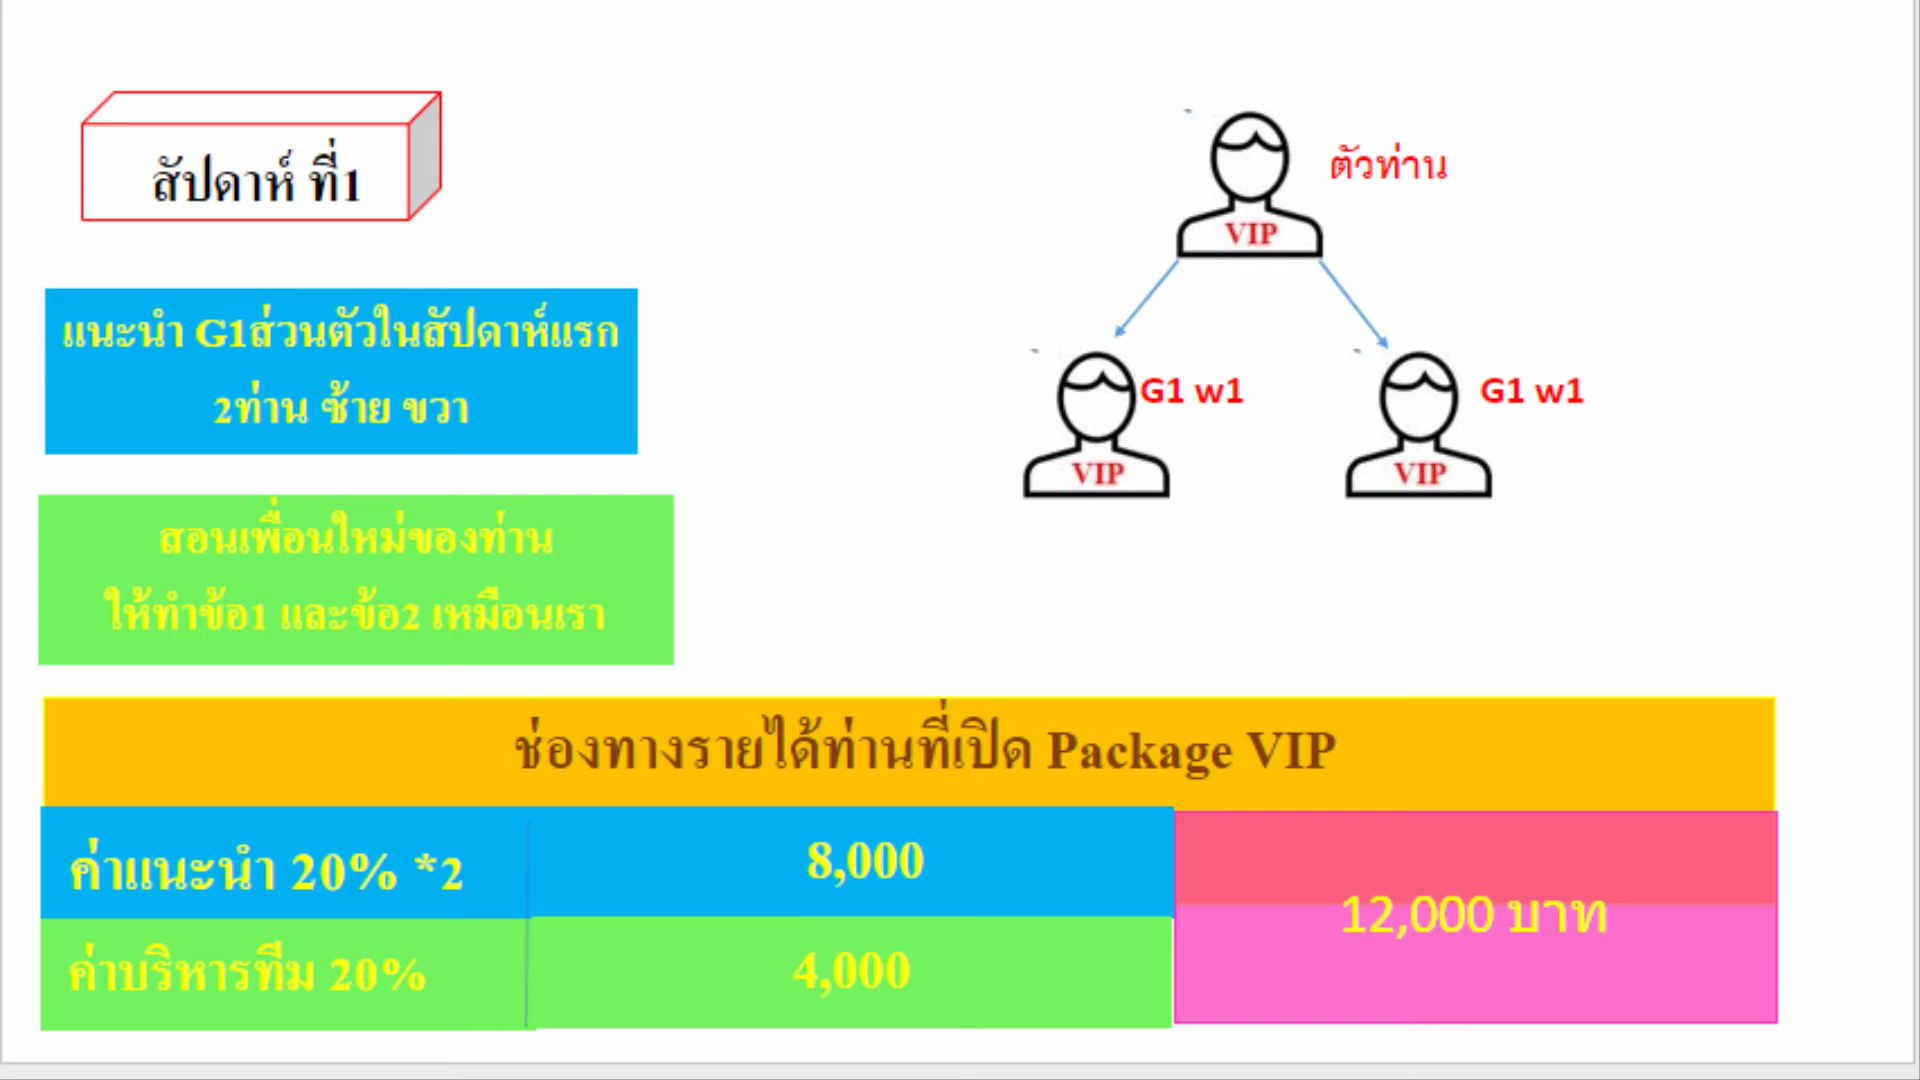 สัปดาห์ ที่1
ตัวท่าน
VIP
แนะนำ G1ส่วนตัวในสัปดาห์แรก
2ท่าน ซ้าย ขวา
G1 w1
G1 w1
VIP
VIP
สอนเพื่อนใหม่ของท่าน
ให้ทำข้อ1 และข้อ2 เหมือนเรา
ช่องทางรายได้ท่านที่เปิด Package VIP
ค่าแนะนำ 20% *2
8,000
12,000 บาท
ค่าบริหารทีม 20%
4,000